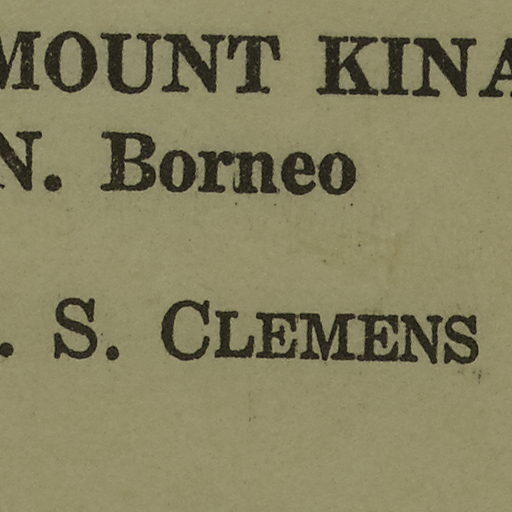 MOUNT KINA
N. Borneo
. S. CLEMENS